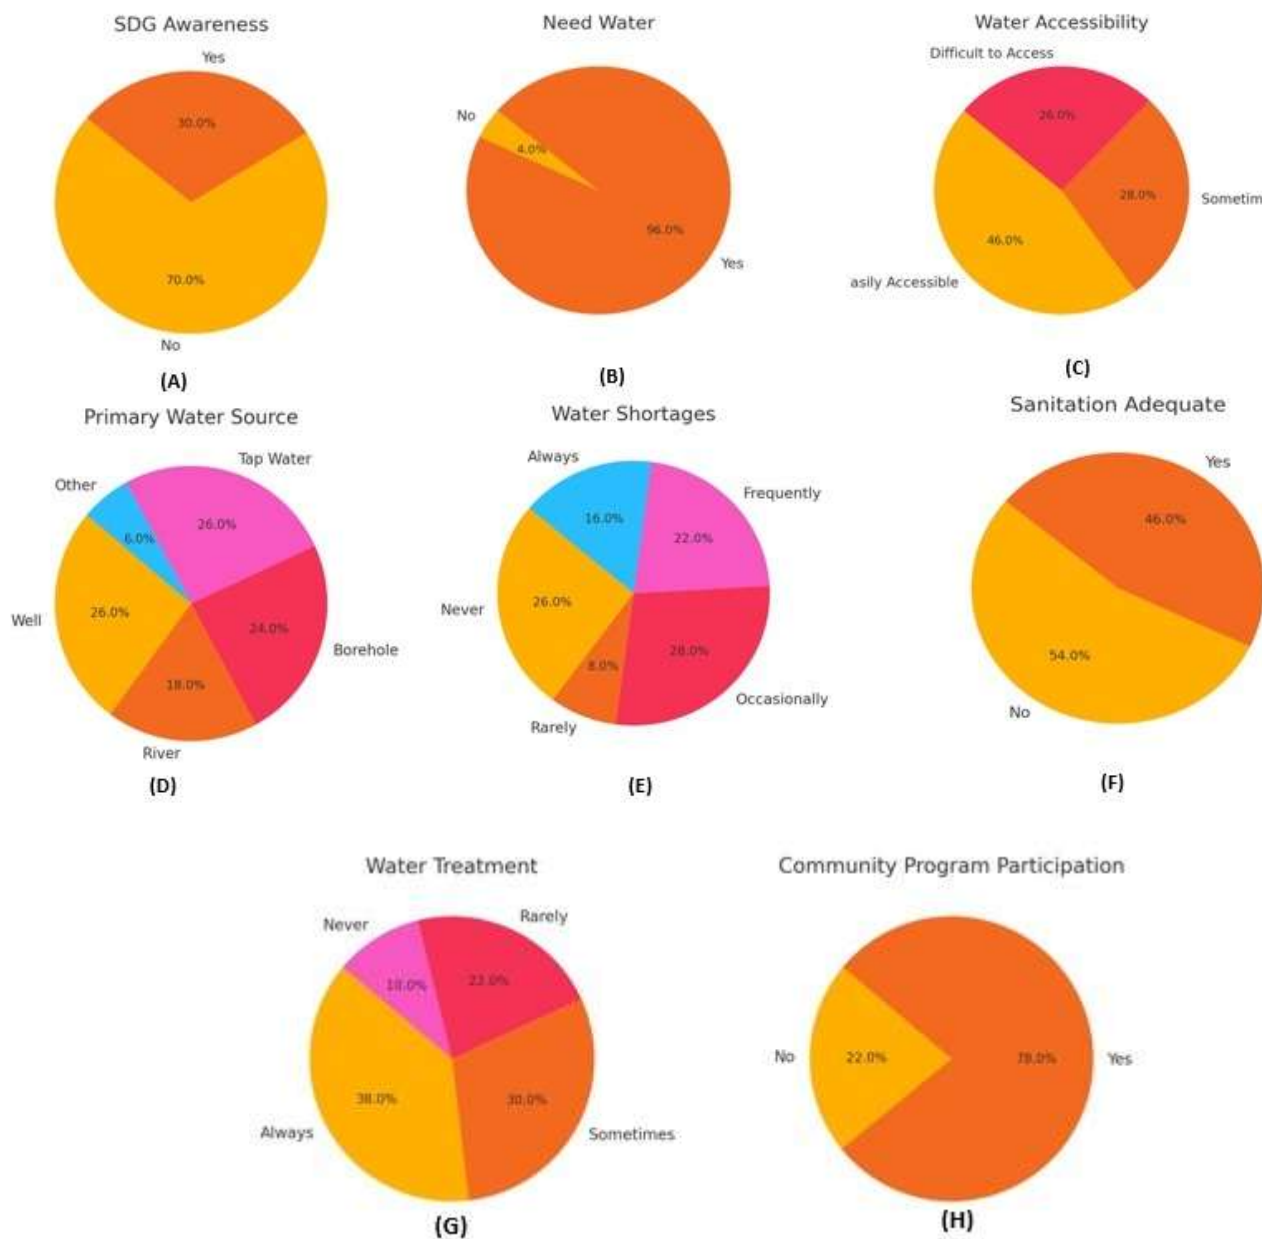 SDG Awareness
Yes
30.0%
70.0%
No
(A)
Need Water
No
4.0%
96.0%
Yes
(B)
Water Accessibility
Difficult to Access
26.0%
28.0%
Sometim
46.0%
asily Accessible
(C)
Primary Water Source
Tap Water
Other
26.0%
6.0%
Well
26.0%
24.0%
Borehole
18.0%
River
(D)
Water Shortages
Always
Frequently
16.0%
22.0%
Never
26.0%
28.0%
8.0%
Occasionally
Rarely
(E)
Sanitation Adequate
Yes
46.0%
54.0%
No
(F)
Water Treatment
Rarely
Never
22.0%
10.0%
38.0%
30.0%
Always
Sometimes
(G)
Community Program Participation
No
22.0%
78.0%
Yes
(H)